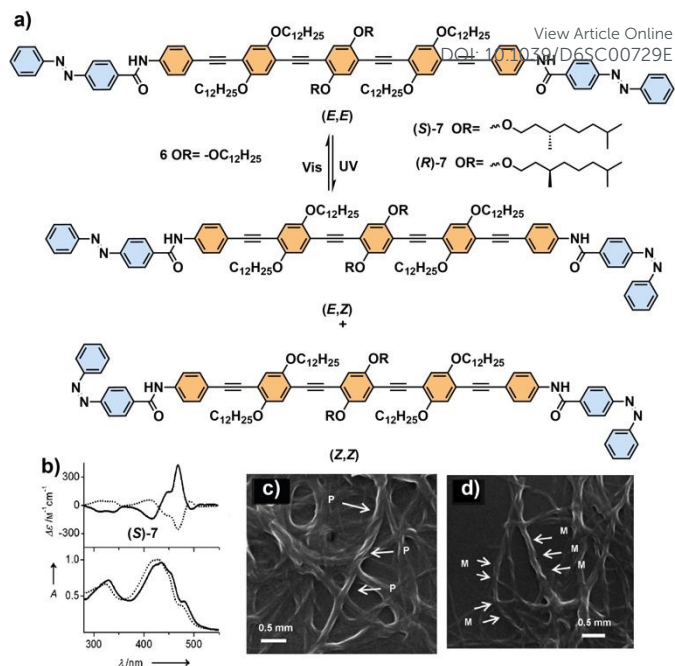 a)
View Article Online
DOI: 10.1039/D6SC00729E
OC₁₂H₂₅ OR OC₁₂H₂₅
HN NH
N N O O N N
C₁₂H₂₅O RO C₁₂H₂₅O
(E,E)
6 OR= -OC₁₂H₂₅
Vis UV
(S)-7 OR= O
(R)-7 OR= O
OC₁₂H₂₅ OR OC₁₂H₂₅
HN NH
N N O O N N
C₁₂H₂₅O RO C₁₂H₂₅O
(E,Z)
+
OC₁₂H₂₅ OR OC₁₂H₂₅
HN NH
N N O O N N
C₁₂H₂₅O RO C₁₂H₂₅O
(Z,Z)
b)
300
0
-300
Δε /M⁻¹cm⁻¹
(S)-7
1.0
0.5
A
300 400 500
λ/nm
c)
P
P
P
0.5 mm
d)
M
M
M
M
M
M
0.5 mm